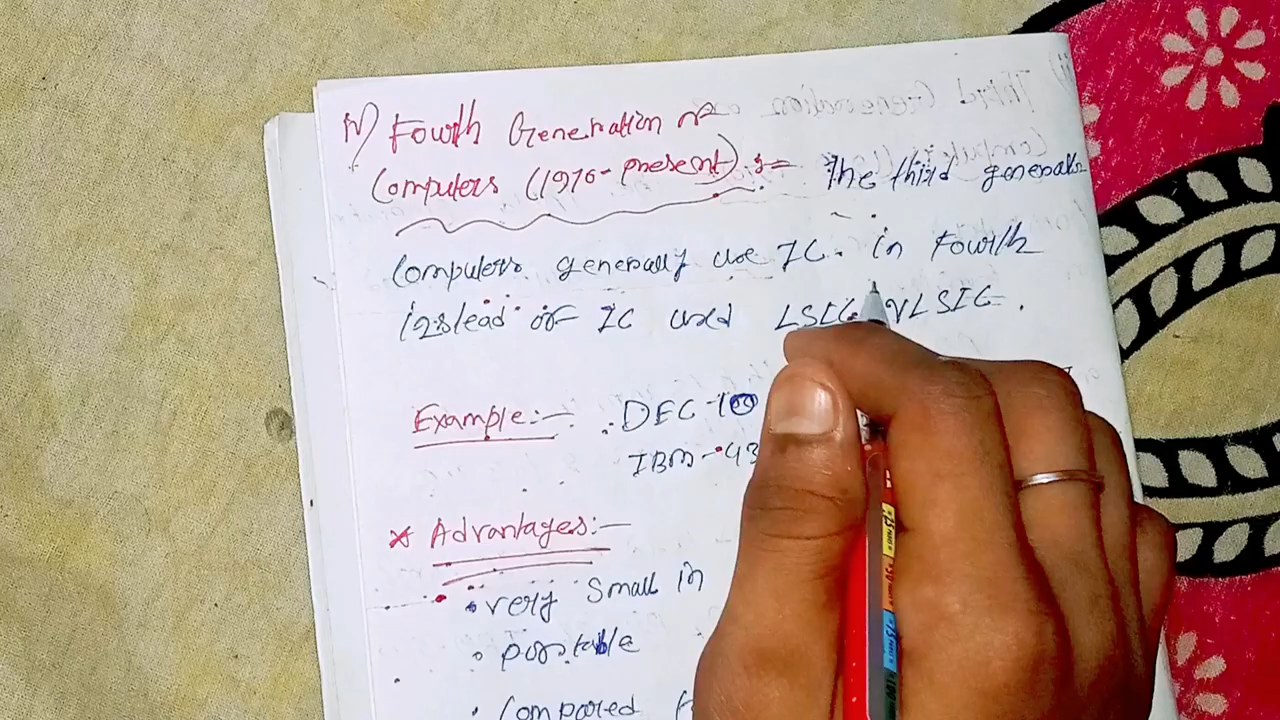 IV) Fourth Generation of
Computers (1976-present) :- The third generation
Computers generally use IC. in Fourth
instead of IC used LSIC VLSIC.
Example:- DEC-10
IBM-43
* Advantages:-
• very small in
• portable
• Compared